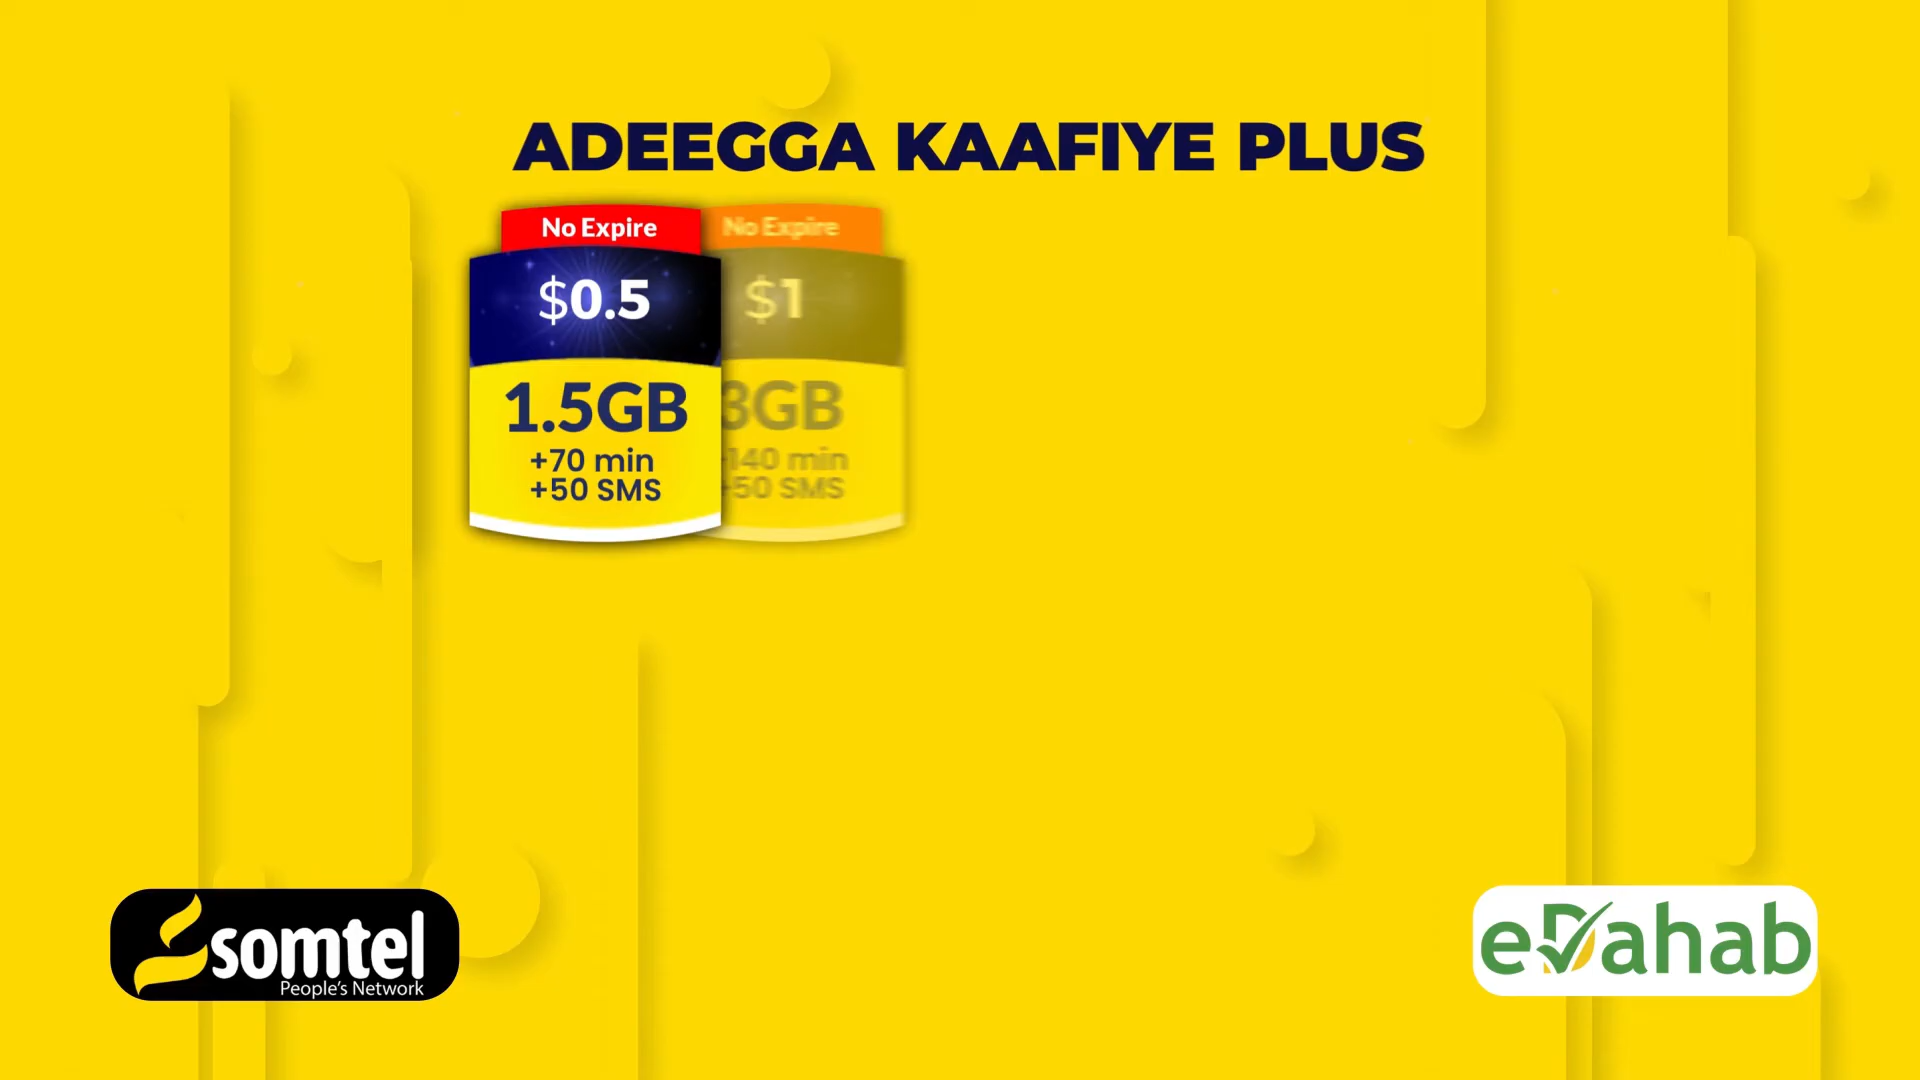 ADEEGGA KAAFIYE PLUS
No Expire
$0.5
1.5GB
+70 min
+50 SMS
No Expire
$1
3GB
140 min
+50 SMS
somtel
People's Network
eDahab